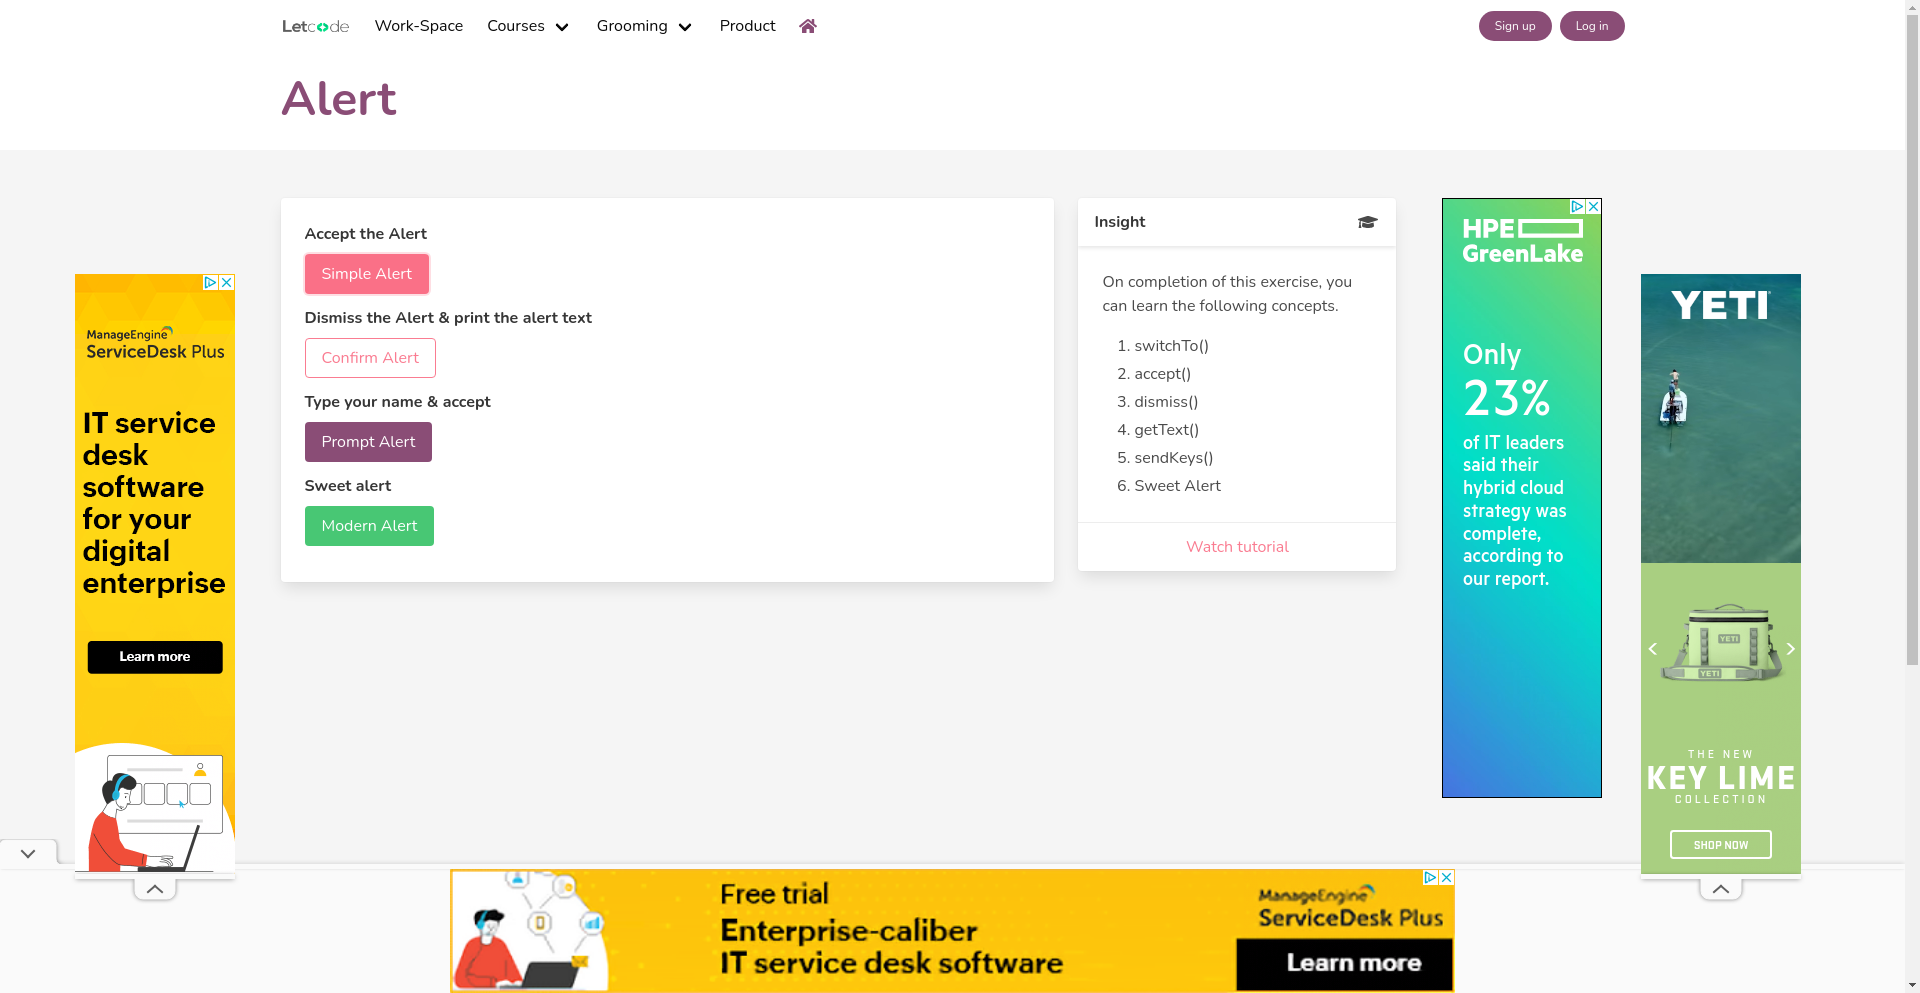 Letcode
Work-Space
Courses
Grooming
Product
Sign up
Log in
Alert
Accept the Alert
Simple Alert
Dismiss the Alert & print the alert text
Confirm Alert
Type your name & accept
Prompt Alert
Sweet alert
Modern Alert
Insight
On completion of this exercise, you
can learn the following concepts.
1. switchTo()
2. accept()
3. dismiss()
4. getText()
5. sendKeys()
6. Sweet Alert
Watch tutorial
HPE
GreenLake
Only
23%
of IT leaders
said their
hybrid cloud
strategy was
complete,
according to
our report.
ManageEngine
ServiceDesk Plus
IT service
desk
software
for your
digital
enterprise
Learn more
YETI
YETI
YETI
THE NEW
KEY LIME
COLLECTION
SHOP NOW
Free trial
Enterprise-caliber
IT service desk software
ManageEngine
ServiceDesk Plus
Learn more